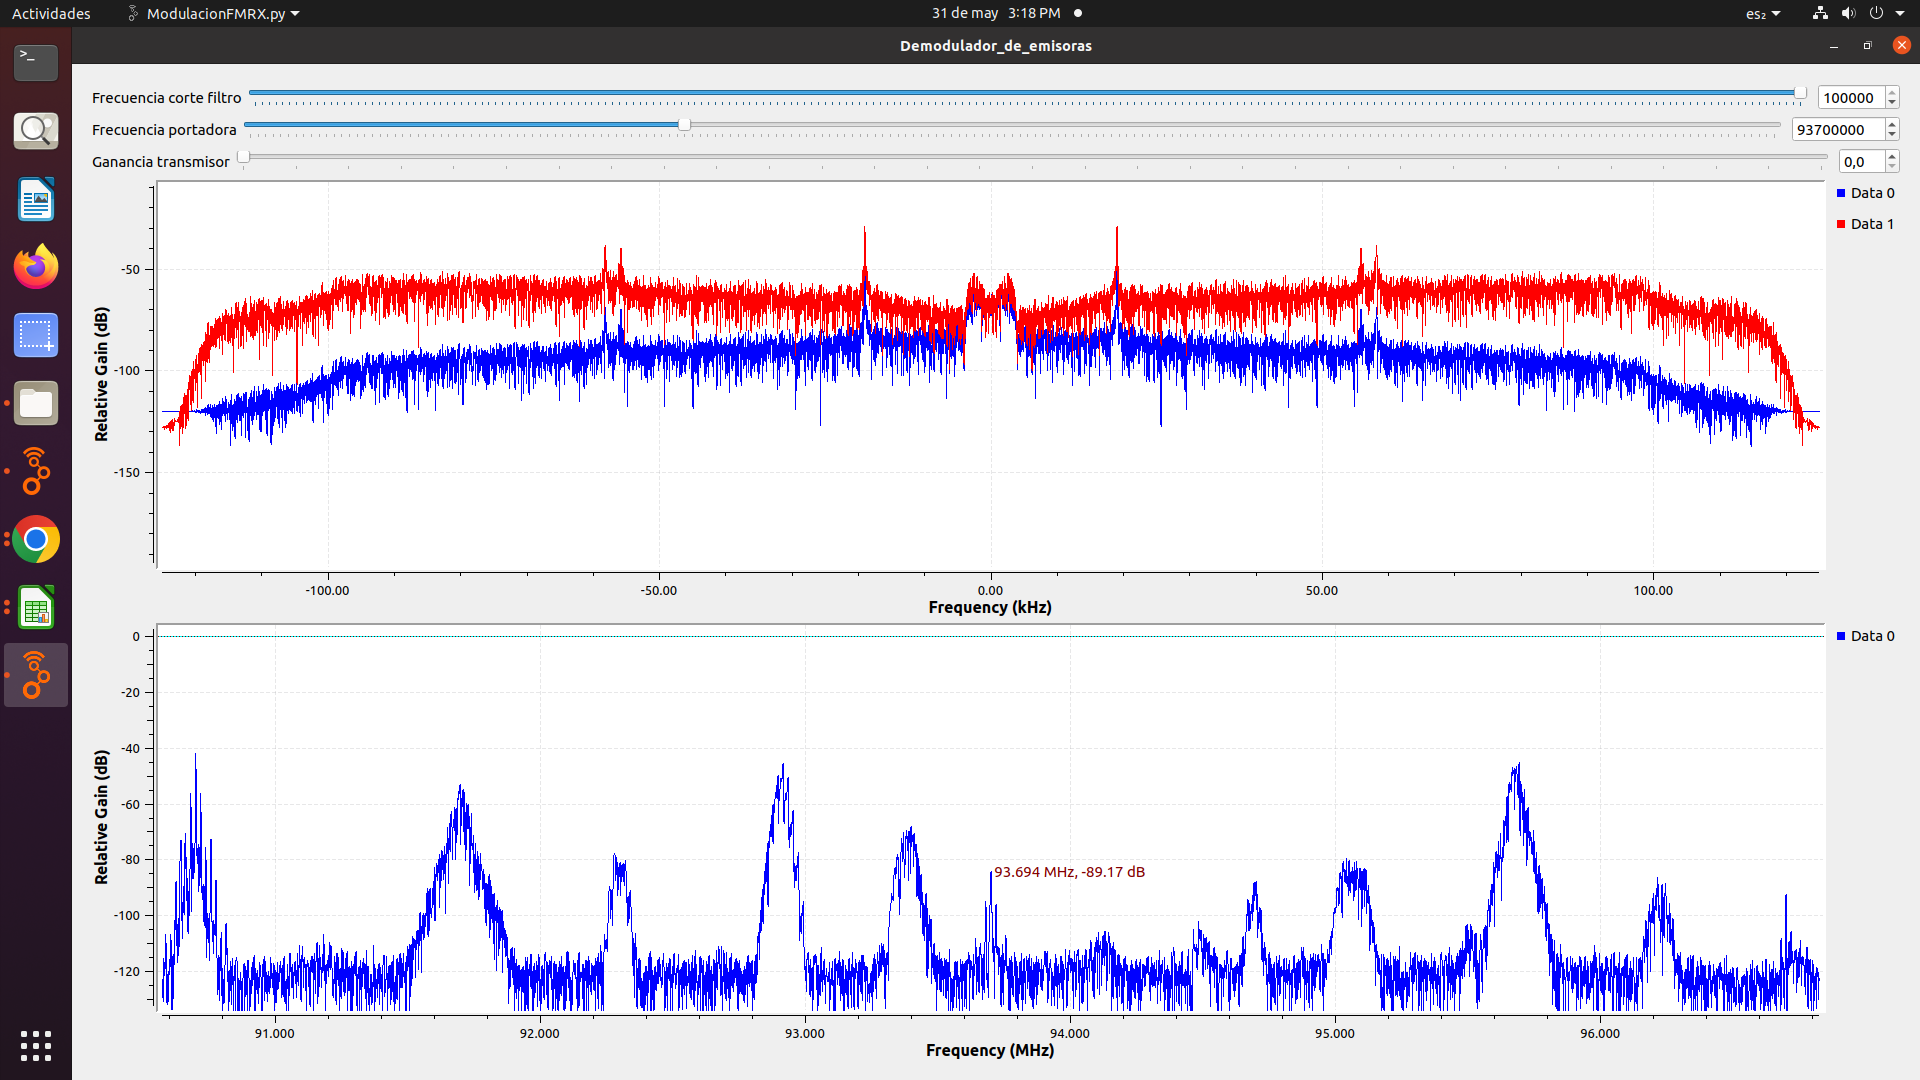 Actividades ModulacionFMRX.py 31 de may 3:18 PM es₂
Demodulador_de_emisoras
>_
Frecuencia corte filtro 100000
Frecuencia portadora 93700000
Ganancia transmisor 0,0
Data 0
Data 1
Relative Gain (dB)
-50
-100
-150
-100.00 -50.00 0.00 50.00 100.00
Frequency (kHz)
Data 0
Relative Gain (dB)
0
-20
-40
-60
-80
93.694 MHz, -89.17 dB
-100
-120
91.000 92.000 93.000 94.000 95.000 96.000
Frequency (MHz)